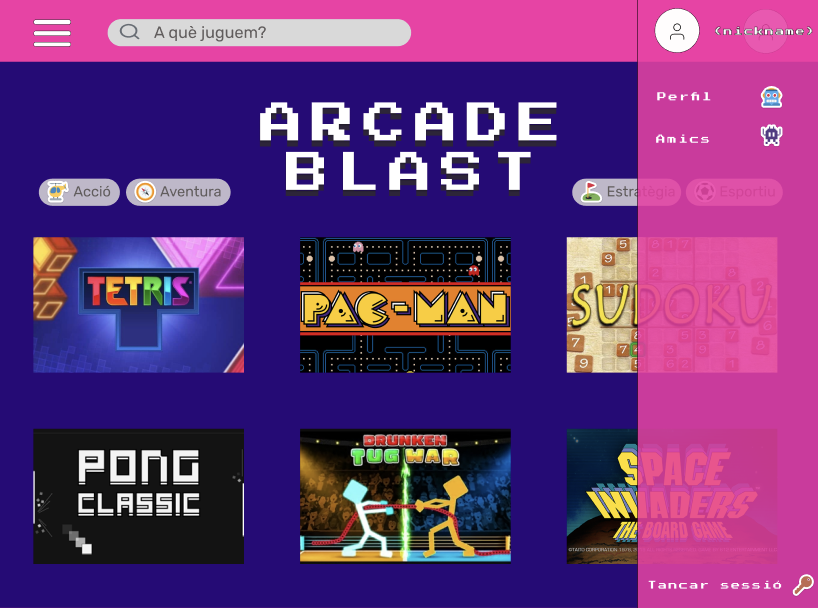 A què juguem?
(nickname)
Perfil
Amics
ARCADE
BLAST
Acció
Aventura
Estratègia
Esportiu
TETRIS
PAC-MAN
SUDOKU
PONG
CLASSIC
DRUNKEN
TUG WAR
SPACE
INVADERS
THE BOARD GAME
Tancar sessió